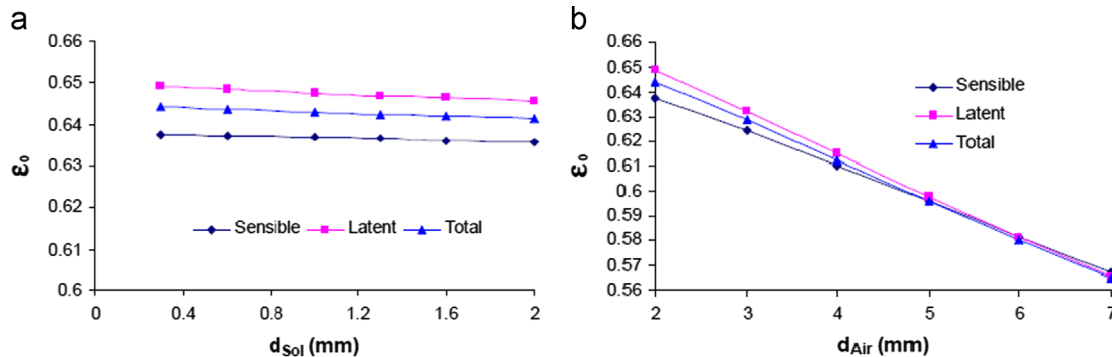 a
0.66
0.65
0.64
0.63
0.62
0.61
0.6
ε₀
Sensible Latent Total
0 0.4 0.8 1.2 1.6 2
d_Sol (mm)
b
0.66
0.65
0.64
0.63
0.62
0.61
0.6
0.59
0.58
0.57
0.56
ε₀
Sensible
Latent
Total
2 3 4 5 6 7
d_Air (mm)